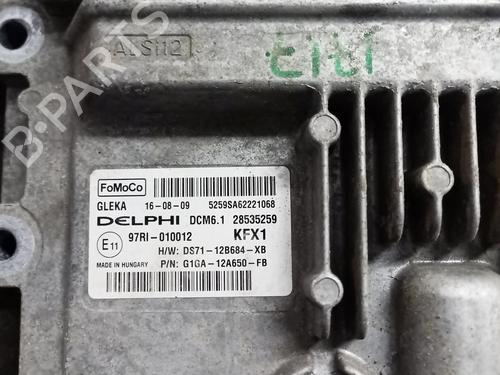 ALSi12
B-PARTS
FoMoCo
GLEKA 16-08-09 5259SA62221068
DELPHI DCM6.1 28535259
E11 97RI-010012 KFX1
H/W: DS71-12B684-XB
MADE IN HUNGARY P/N: G1GA-12A650-FB